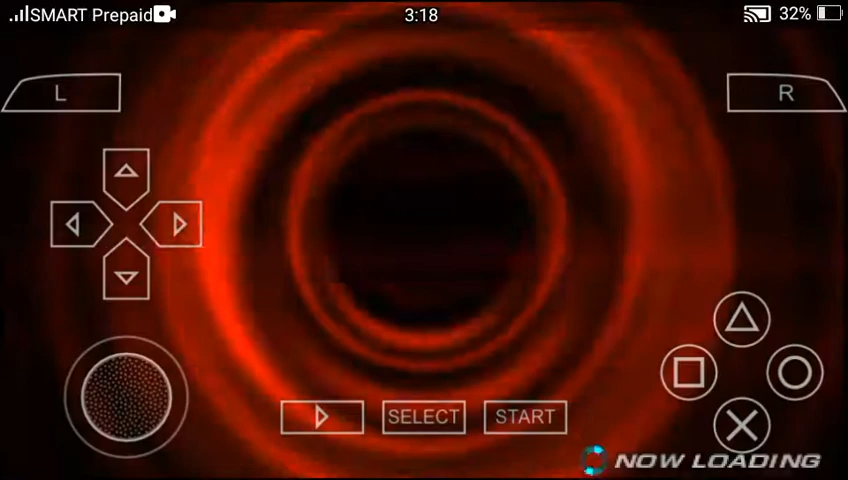 SMART Prepaid
3:18
32%
L
R
SELECT
START
NOW LOADING